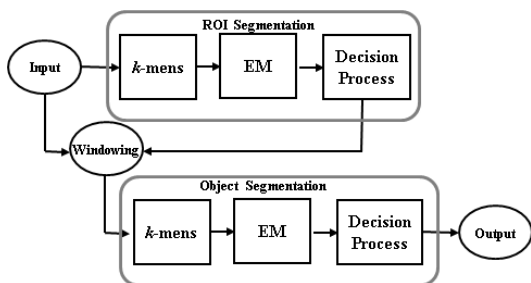 ROI Segmentation
Input
k-mens
EM
Decision
Process
Windowing
Object Segmentation
k-mens
EM
Decision
Process
Output